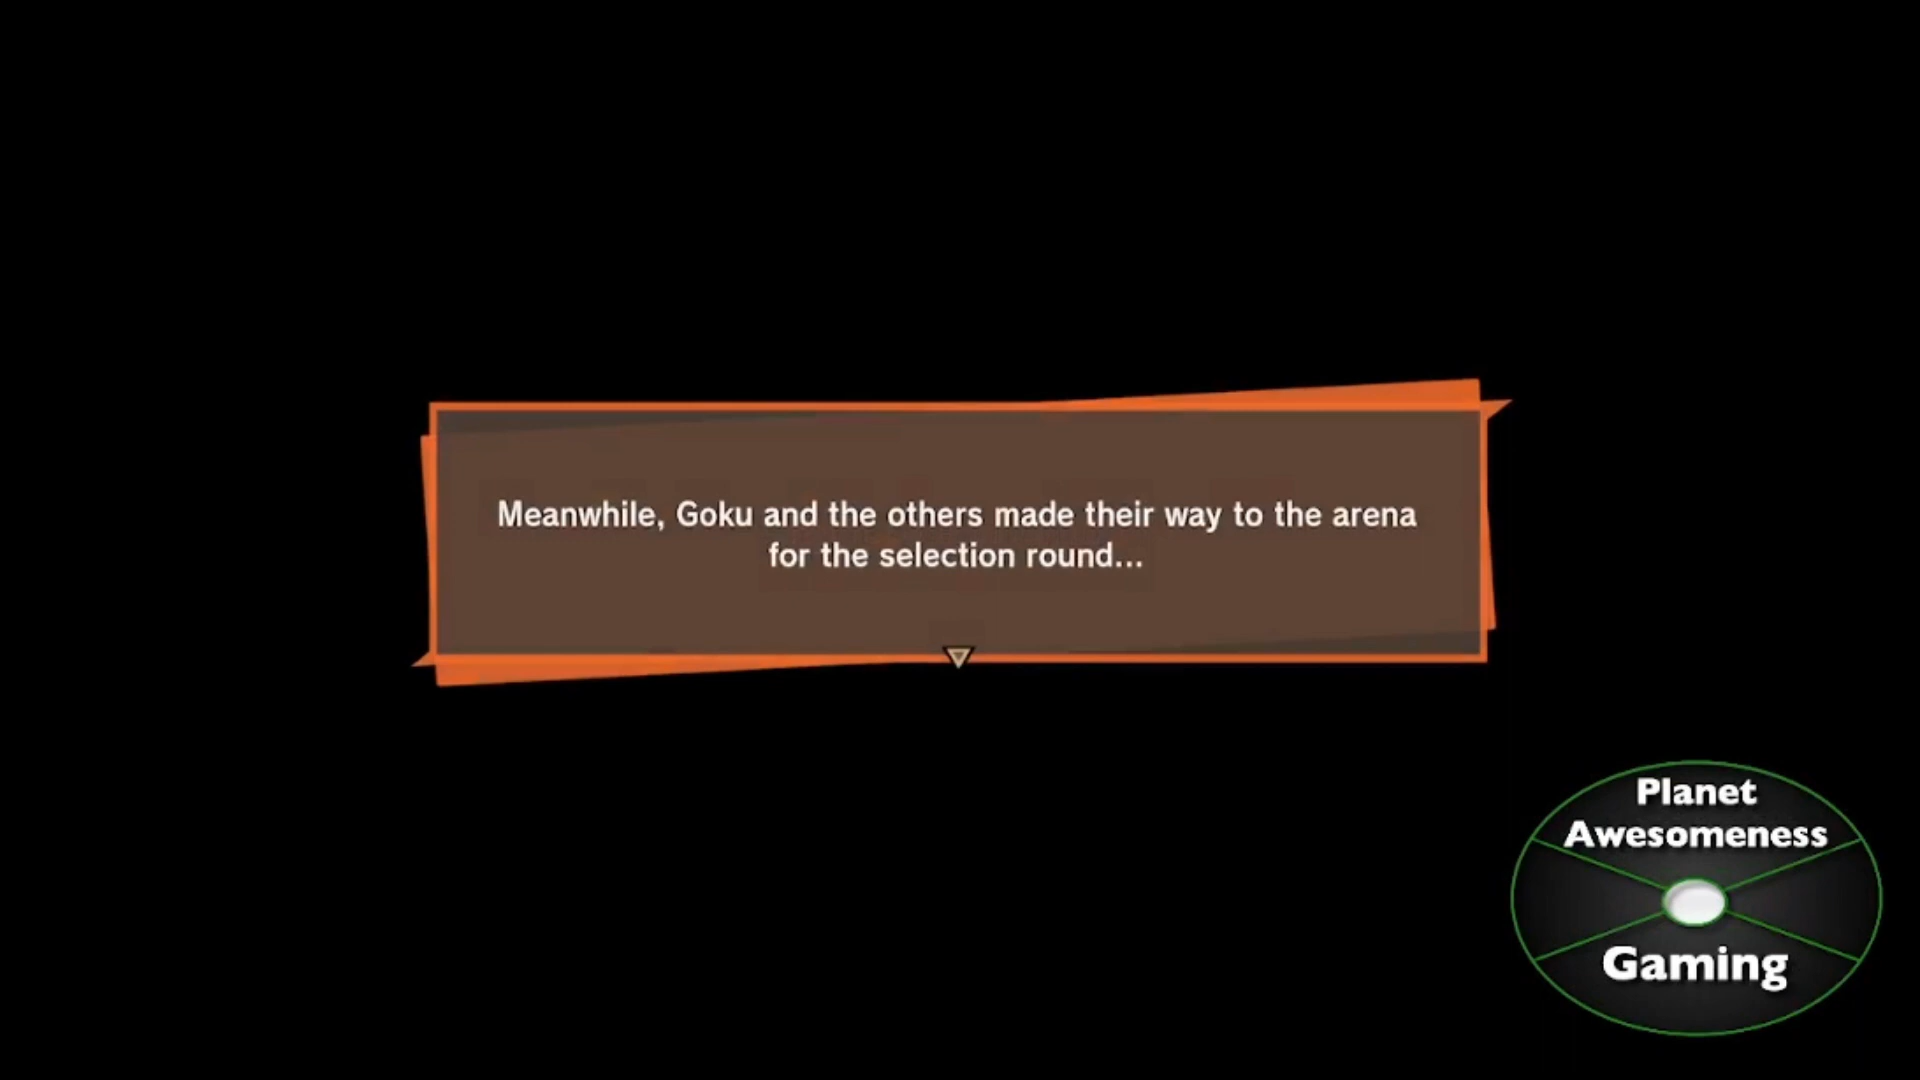 Meanwhile, Goku and the others made their way to the arena
for the selection round...
Planet
Awesomeness
Gaming